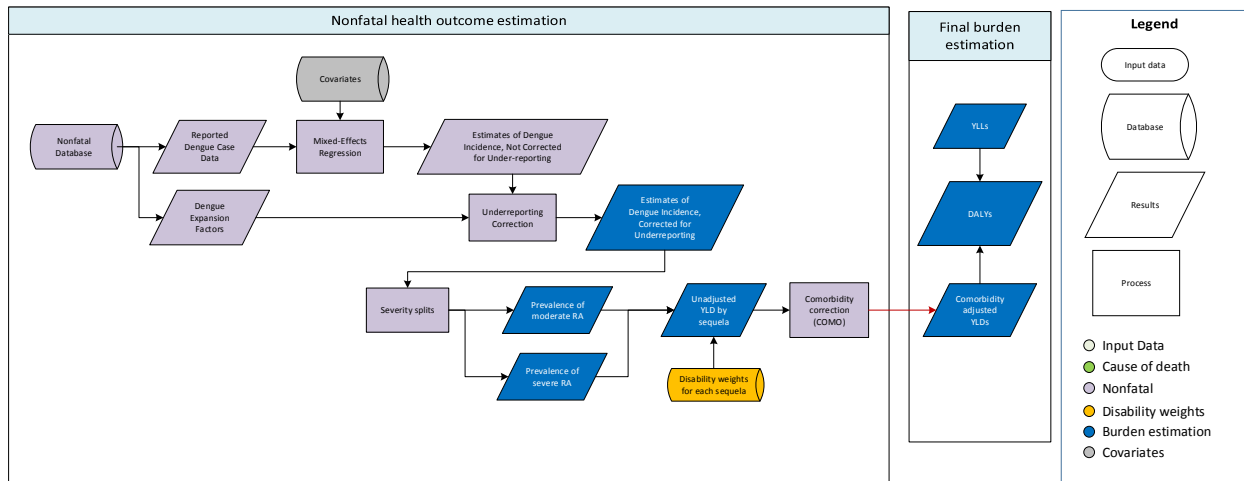 Nonfatal health outcome estimation
Final burden
estimation
Legend
Input data
Database
Results
Process
Input Data
Cause of death
Nonfatal
Disability weights
Burden estimation
Covariates
Covariates
Nonfatal
Database
Reported
Dengue Case
Data
Mixed-Effects
Regression
Estimates of Dengue
Incidence, Not Corrected
for Under-reporting
Dengue
Expansion
Factors
Underreporting
Correction
Estimates of
Dengue Incidence,
Corrected for
Underreporting
Severity splits
Prevalence of
moderate RA
Prevalence of
severe RA
Unadjusted
YLD by
sequela
Disability weights
for each sequela
Comorbidity
correction
(COMO)
YLLs
DALYs
Comorbidity
adjusted
YLDs